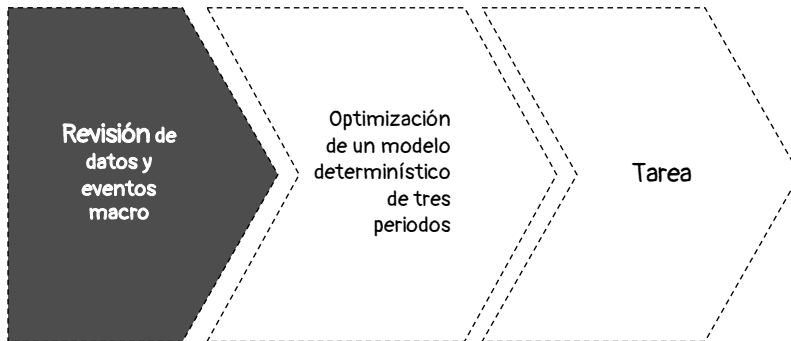 Revisión de
datos y
eventos
macro
Optimización
de un modelo
determinístico
de tres
periodos
Tarea